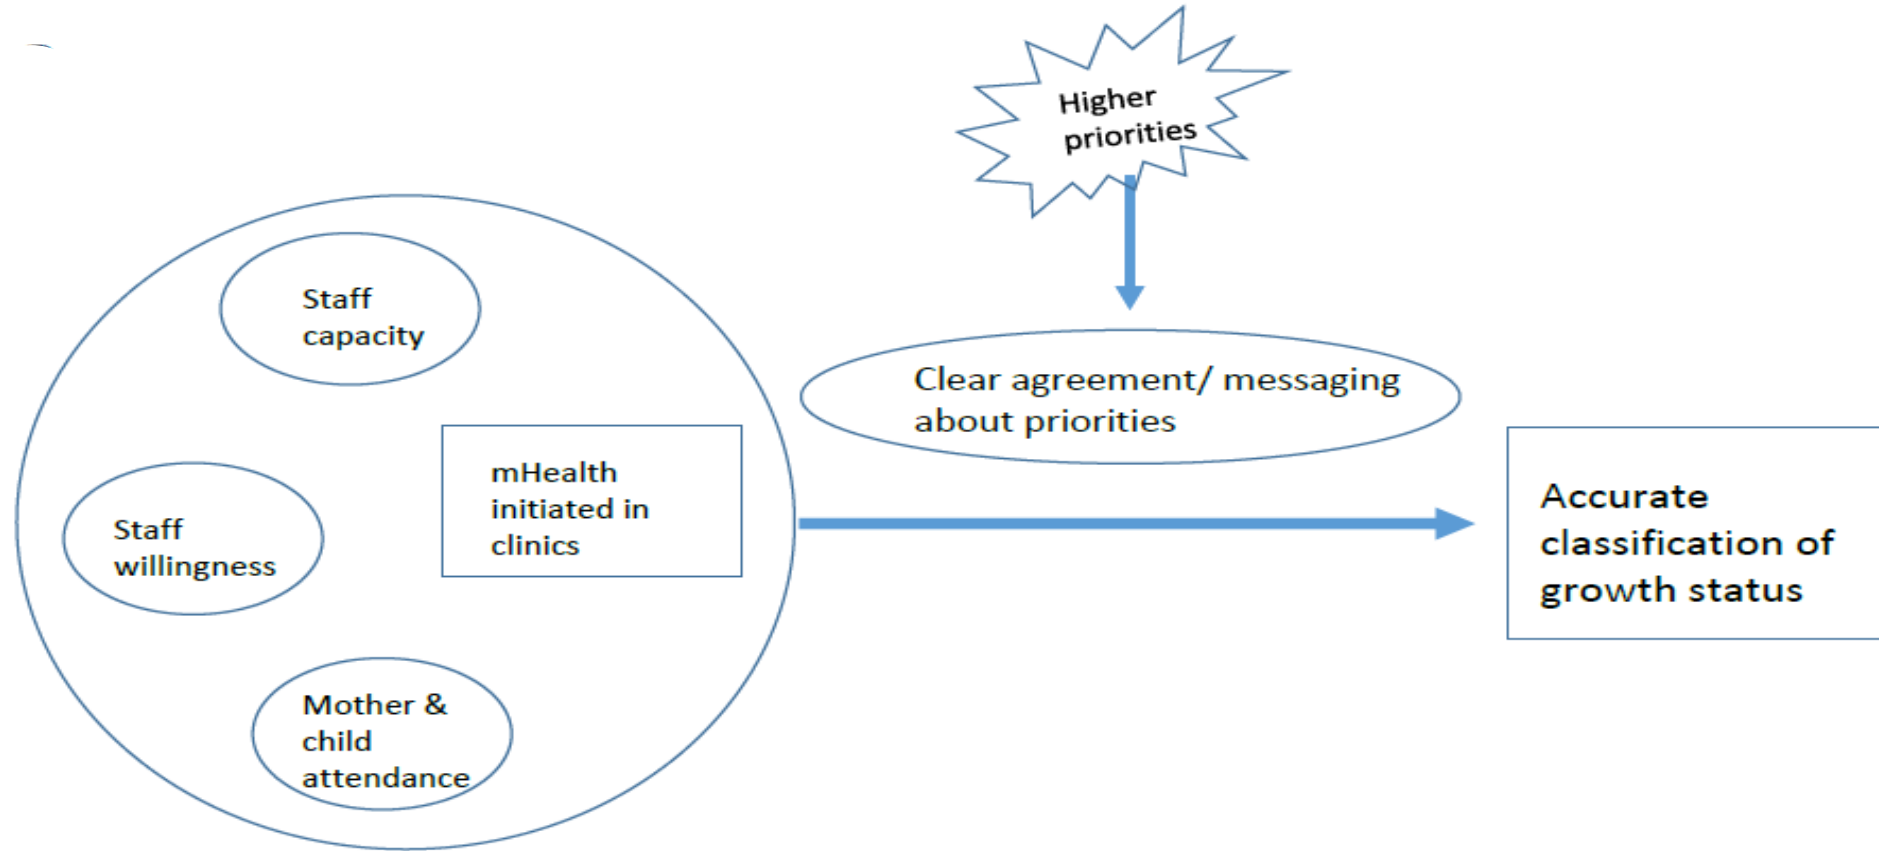 Higher
priorities
Staff
capacity
Clear agreement/ messaging
about priorities
mHealth
initiated in
clinics
Accurate
classification of
growth status
Staff
willingness
Mother &
child
attendance